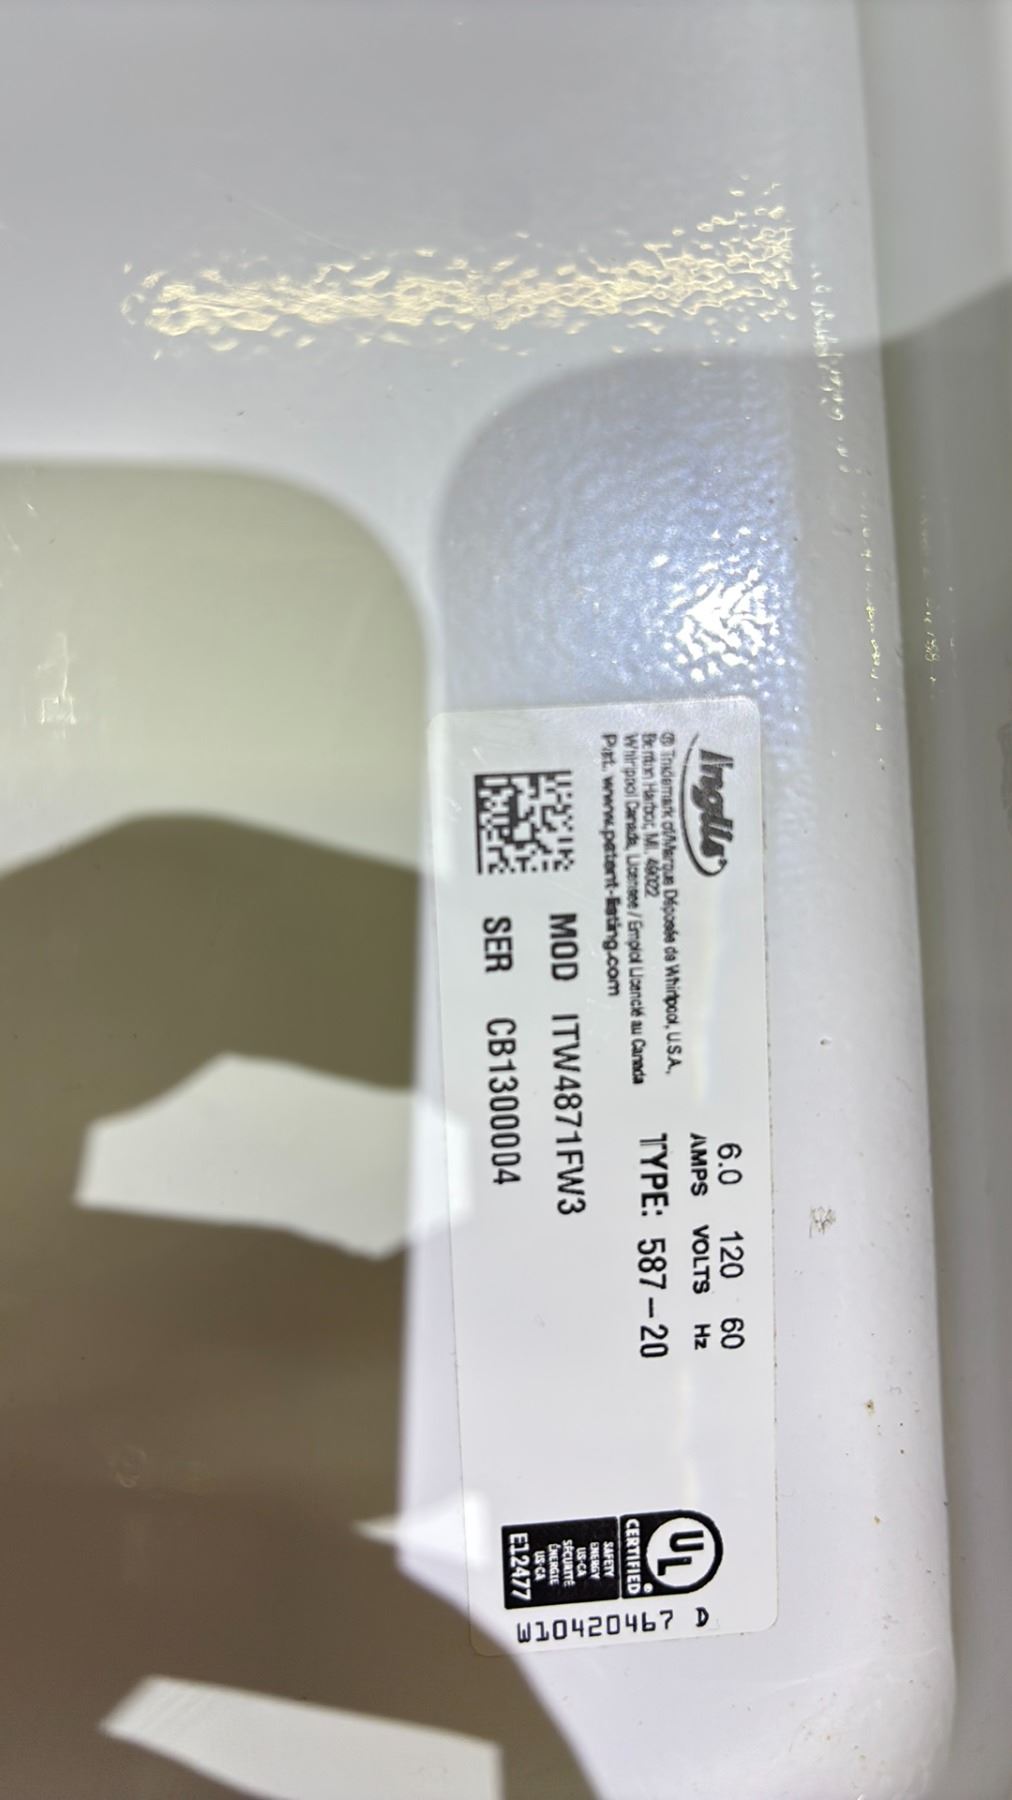 Inglis®
® Trademark of/Marque Déposée de Whirlpool, U.S.A.,
Benton Harbor, MI. 49022
Whirlpool Canada, Licensee / Emploi Licencié au Canada
Pat. www.patent-listing.com
6.0 120 60
AMPS VOLTS Hz
TYPE: 587-20
MOD ITW4871FW3
SER CB1300004
UL
CERTIFIED
SAFETY
ENERGY
US-CA
SÉCURITÉ
ÉNERGIE
US-CA
E12477
W10420467 D